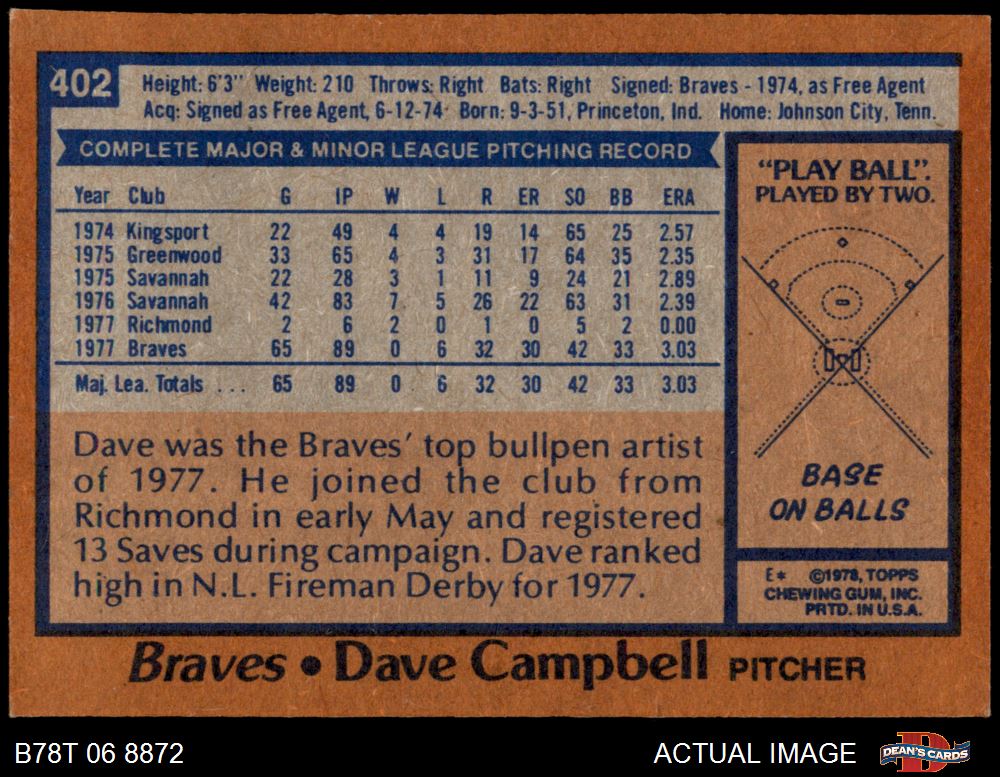 402
Height: 6'3" Weight: 210 Throws: Right Bats: Right Signed: Braves - 1974, as Free Agent
Acq: Signed as Free Agent, 6-12-74 Born: 9-3-51, Princeton, Ind. Home: Johnson City, Tenn.
COMPLETE MAJOR & MINOR LEAGUE PITCHING RECORD
Year Club G IP W L R ER SO BB ERA
1974 Kingsport 22 49 4 4 19 14 65 25 2.57
1975 Greenwood 33 65 4 3 31 17 64 35 2.35
1975 Savannah 22 28 3 1 11 9 24 21 2.89
1976 Savannah 42 83 7 5 26 22 63 31 2.39
1977 Richmond 2 6 2 0 1 0 5 2 0.00
1977 Braves 65 89 0 6 32 30 42 33 3.03
Maj. Lea. Totals ... 65 89 0 6 32 30 42 33 3.03
Dave was the Braves' top bullpen artist
of 1977. He joined the club from
Richmond in early May and registered
13 Saves during campaign. Dave ranked
high in N.L. Fireman Derby for 1977.
"PLAY BALL".
PLAYED BY TWO.
BASE
ON BALLS
E* ©1978, TOPPS
CHEWING GUM, INC.
PRTD. IN U.S.A.
Braves • Dave Campbell PITCHER
B78T 06 8872
ACTUAL IMAGE
D
DEAN'S CARDS